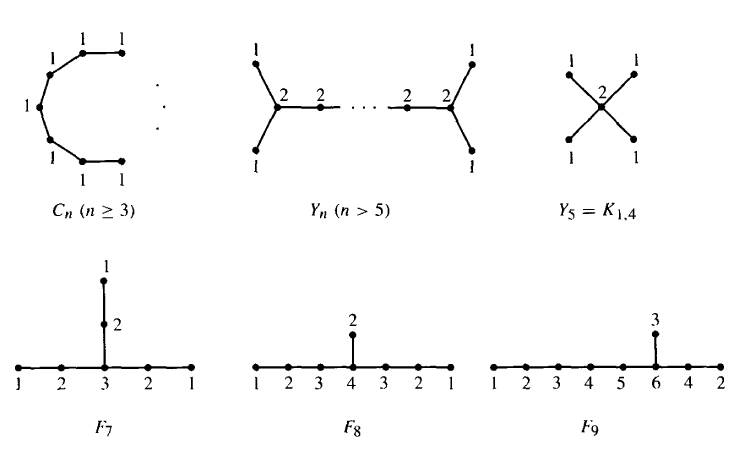 1 1
1 1 1
1 2 2 2 2 2
1
1 1 1 1 1
1 1
C_n (n ≥ 3) Y_n (n > 5) Y_5 = K_{1,4}
1
2 2 3
1 2 3 2 1 1 2 3 4 3 2 1 1 2 3 4 5 6 4 2
F_7 F_8 F_9